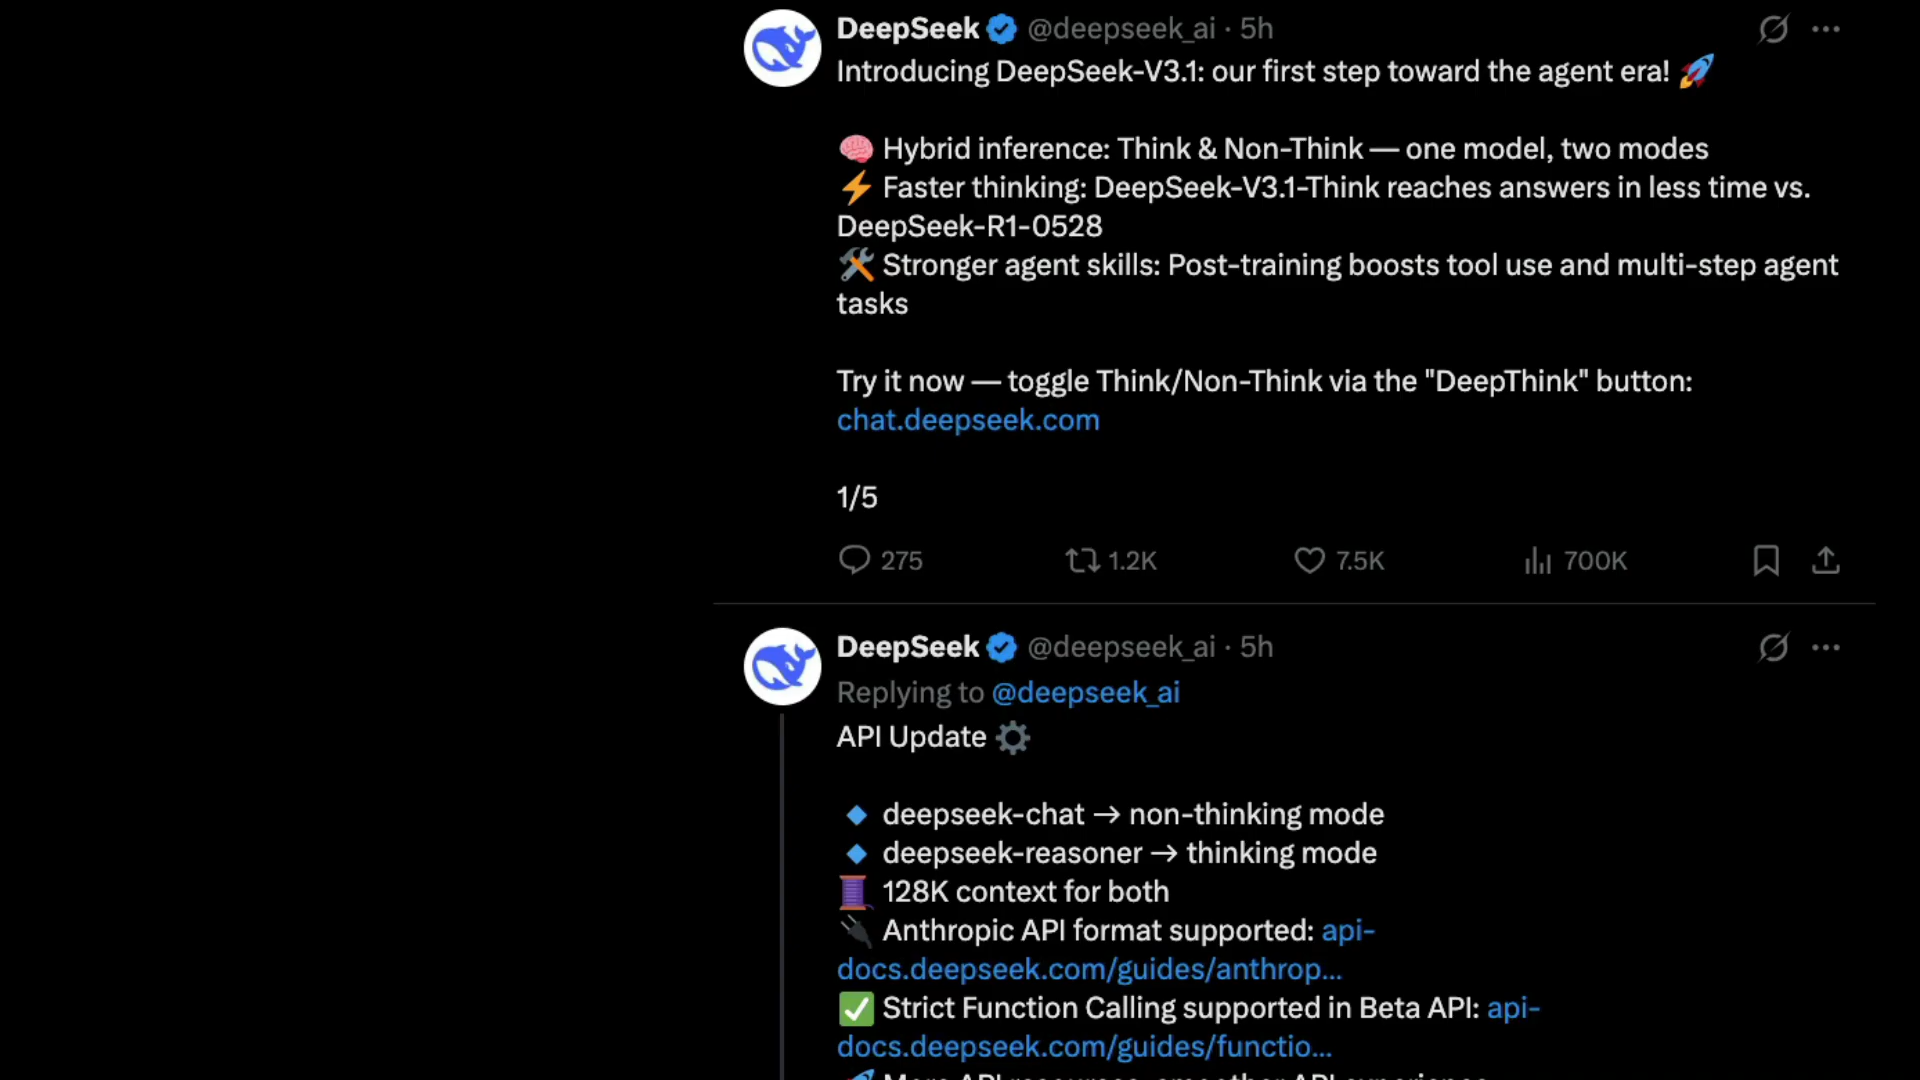 DeepSeek @deepseek_ai · 5h
Introducing DeepSeek-V3.1: our first step toward the agent era! 🚀
🧠 Hybrid inference: Think & Non-Think — one model, two modes
⚡ Faster thinking: DeepSeek-V3.1-Think reaches answers in less time vs.
DeepSeek-R1-0528
🛠️ Stronger agent skills: Post-training boosts tool use and multi-step agent
tasks
Try it now — toggle Think/Non-Think via the "DeepThink" button:
chat.deepseek.com
1/5
275 1.2K 7.5K 700K
DeepSeek @deepseek_ai · 5h
Replying to @deepseek_ai
API Update ⚙️
🔹 deepseek-chat → non-thinking mode
🔹 deepseek-reasoner → thinking mode
🧵 128K context for both
🔌 Anthropic API format supported: api-
docs.deepseek.com/guides/anthrop…
✅ Strict Function Calling supported in Beta API: api-
docs.deepseek.com/guides/functio…
🚀 More API resources, smoother API experience